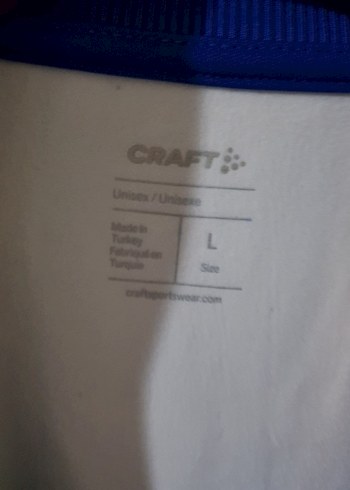 CRAFT
Unisex / Unisexe
Made in
Turkey
Fabriqué en
Turquie
L
Size
craftsportswear.com